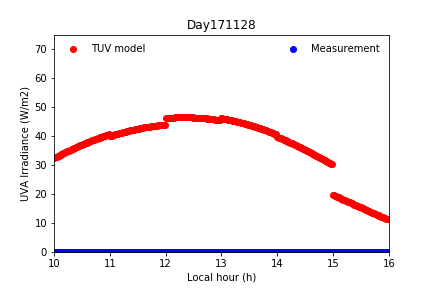 Day171128
TUV model
Measurement
UVA Irradiance (W/m2)
70
60
50
40
30
20
10
0
10 11 12 13 14 15 16
Local hour (h)